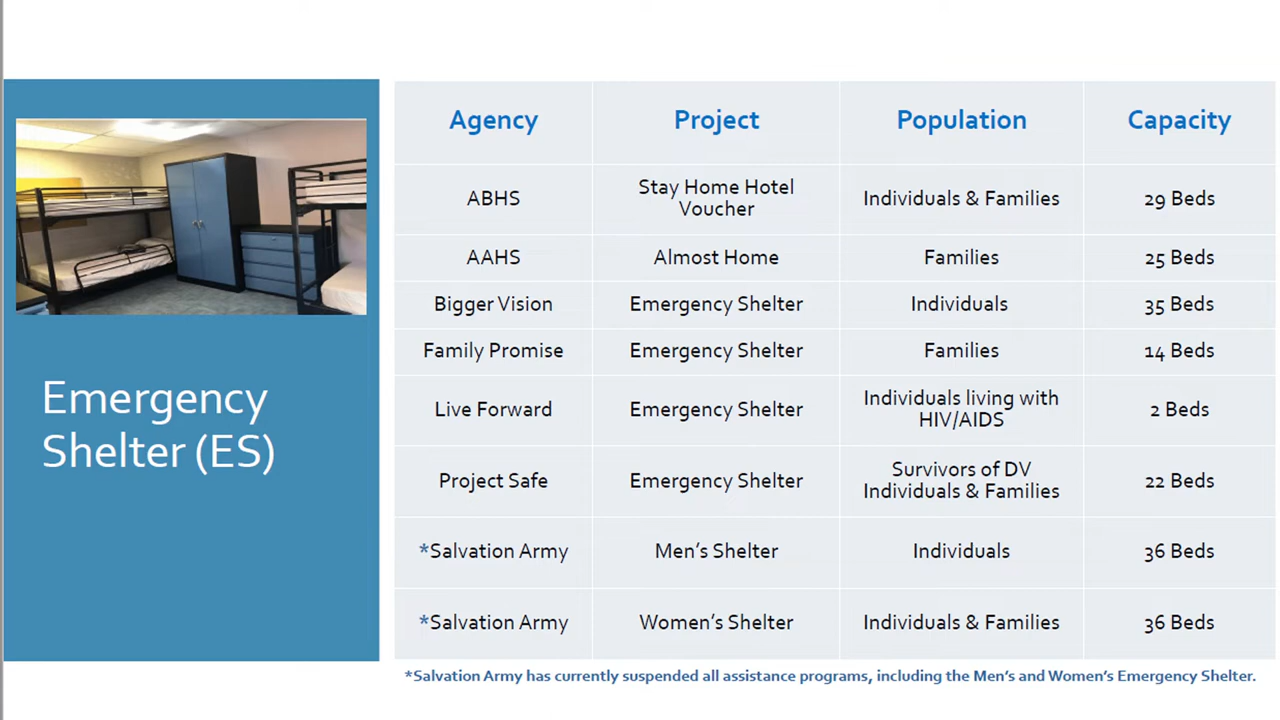 Emergency
Shelter (ES)
Agency Project Population Capacity
ABHS Stay Home Hotel Voucher Individuals & Families 29 Beds
AAHS Almost Home Families 25 Beds
Bigger Vision Emergency Shelter Individuals 35 Beds
Family Promise Emergency Shelter Families 14 Beds
Live Forward Emergency Shelter Individuals living with HIV/AIDS 2 Beds
Project Safe Emergency Shelter Survivors of DV Individuals & Families 22 Beds
*Salvation Army Men's Shelter Individuals 36 Beds
*Salvation Army Women's Shelter Individuals & Families 36 Beds
*Salvation Army has currently suspended all assistance programs, including the Men's and Women's Emergency Shelter.